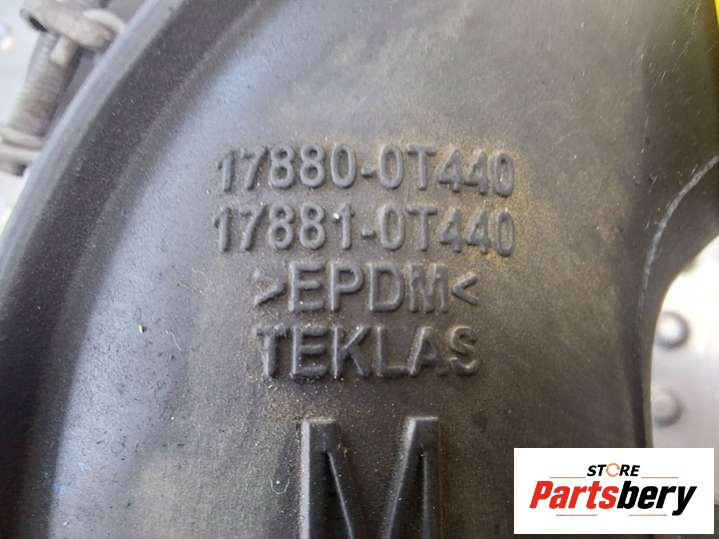 17880-0T440
17881-0T440
>EPDM<
TEKLAS
M
STORE
Partsbery